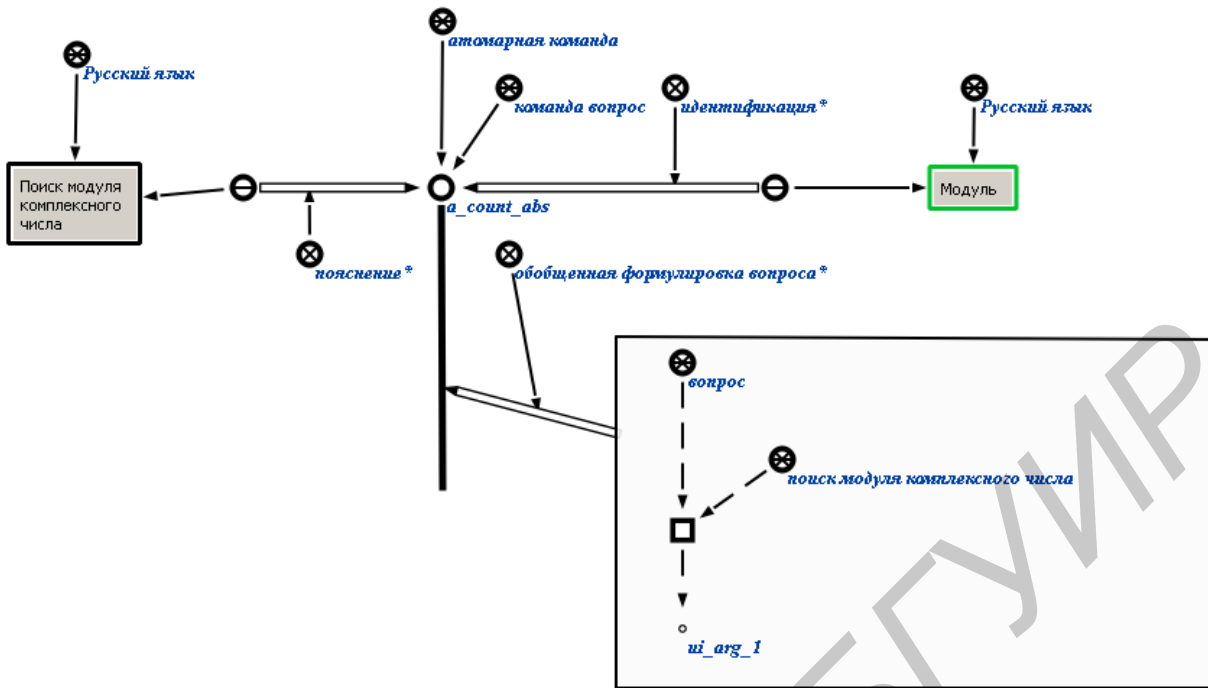 атомарная команда
Русский язык
команда вопрос
идентификация*
Русский язык
Поиск модуля
комплексного
числа
Модуль
a_count_abs
пояснение*
обобщенная формулировка вопроса*
вопрос
поиск модуля комплексного числа
ui_arg_1
БГУИР